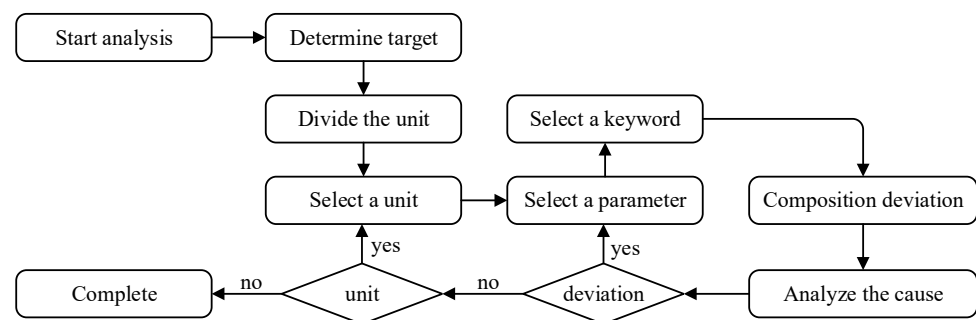 Start analysis
Determine target
Divide the unit
Select a keyword
Select a unit
Select a parameter
Composition deviation
yes
yes
Complete
no
unit
no
deviation
Analyze the cause